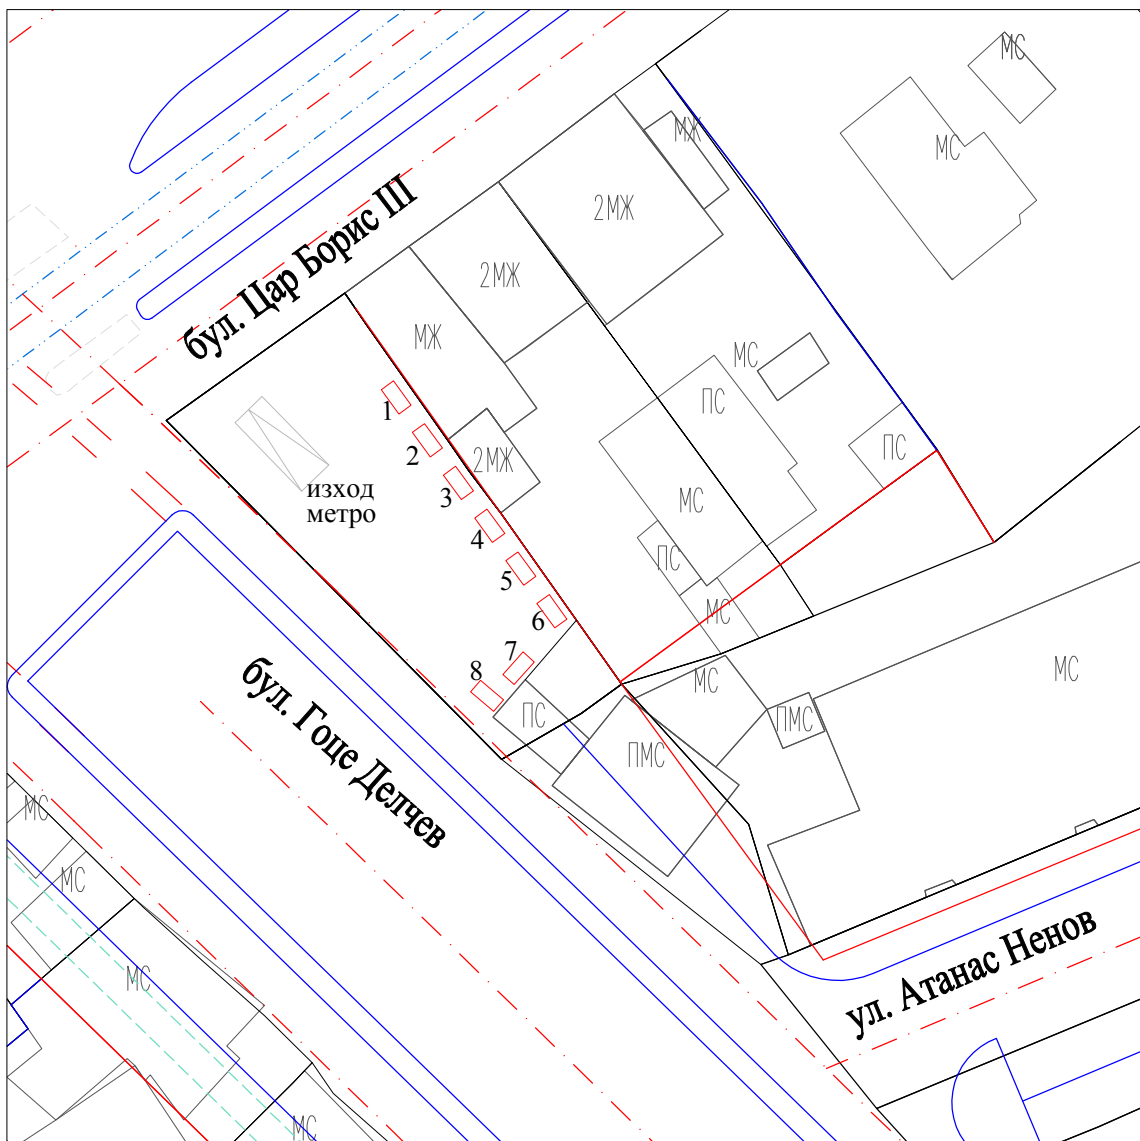 МС
МЖ
МС
2МЖ
бул. Цар Борис III
2МЖ
МЖ
МС
ПС
1
2
ПС
2МЖ
3
изход
метро
МС
4
ПС
5
МС
6
7
8
МС
МС
ПС
ПМС
бул. Гоце Делчев
ПМС
МС
МС
МС
ул. Атанас Ненов
МС